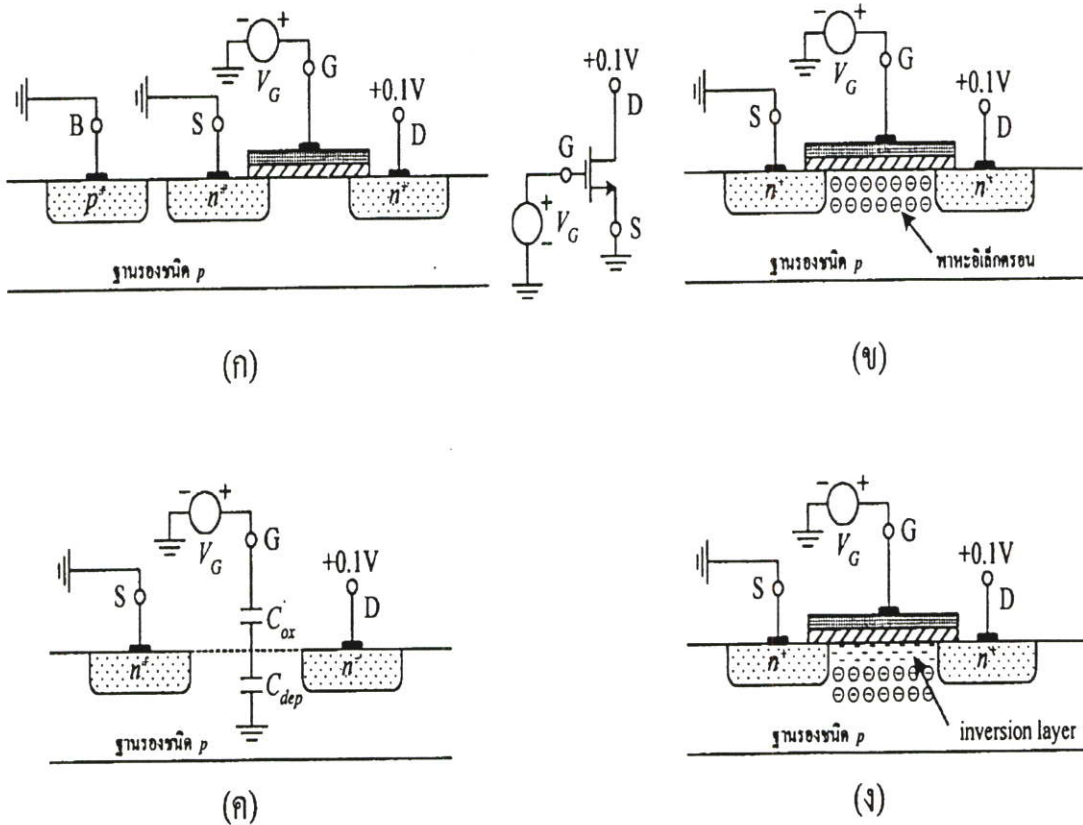 - +
V_G
G
B
S
+0.1V
D
p⁺
n⁺
n⁺
ฐานรองชนิด p
(ก)
+0.1V
D
G
+
V_G
-
S
- +
V_G
G
S
+0.1V
D
n⁺
n⁺
ฐานรองชนิด p
พาหะอิเล็กตรอน
(ข)
- +
V_G
G
S
+0.1V
D
C_ox
n⁺
n⁺
C_dep
ฐานรองชนิด p
(ค)
- +
V_G
G
S
+0.1V
D
n⁺
n⁺
ฐานรองชนิด p
inversion layer
(ง)